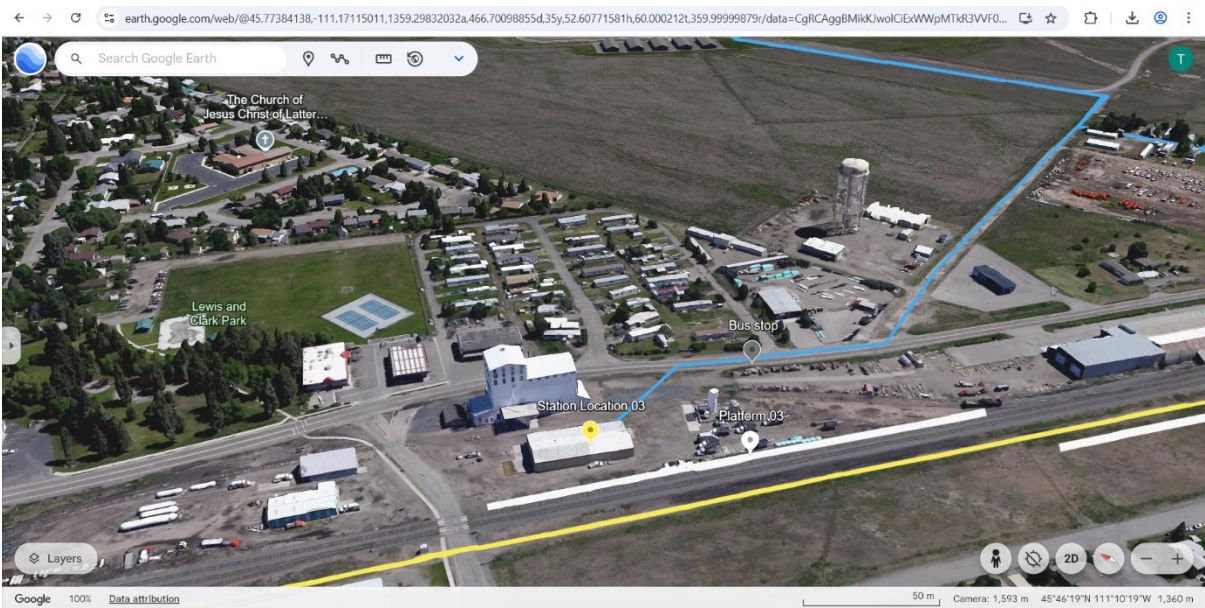 earth.google.com/web/@45.77384138,-111.17115011,1359.29832032a,466.70098855d,35y,52.60771581h,60.000212t,359.99999879r/data=CgRCAggBMikKJwolCiExWWpMTkR3VVF0...
Search Google Earth
T
The Church of
Jesus Christ of Latter...
Lewis and
Clark Park
Bus stop
Station Location 03
Platform 03
Layers
2D
Google 100% Data attribution 50 m Camera: 1,593 m 45°46'19"N 111°10'19"W 1,360 m